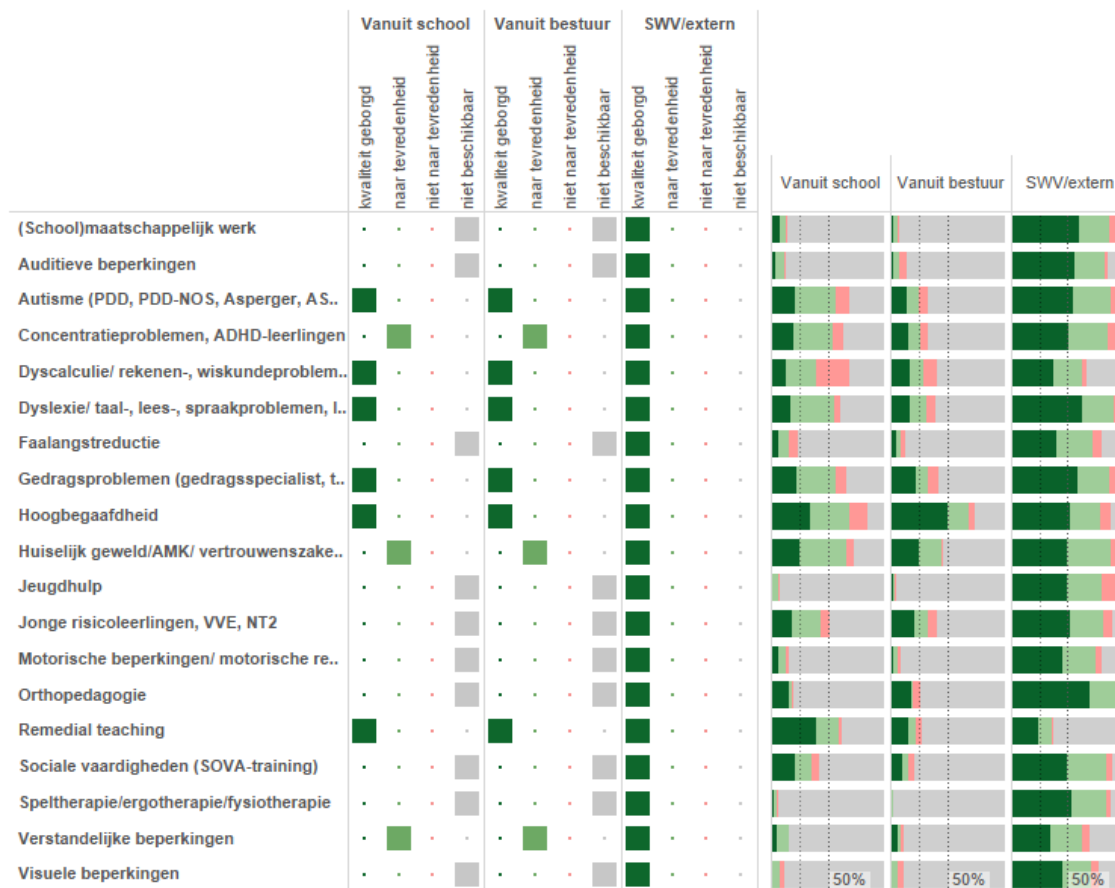 Vanuit school Vanuit bestuur SWV/extern
kwaliteit geborgd
naar tevredenheid
niet naar tevredenheid
niet beschikbaar
kwaliteit geborgd
naar tevredenheid
niet naar tevredenheid
niet beschikbaar
kwaliteit geborgd
naar tevredenheid
niet naar tevredenheid
niet beschikbaar
Vanuit school Vanuit bestuur SWV/extern
(School)maatschappelijk werk
Auditieve beperkingen
Autisme (PDD, PDD-NOS, Asperger, AS..
Concentratieproblemen, ADHD-leerlingen
Dyscalculie/ rekenen-, wiskundeproblem..
Dyslexie/ taal-, lees-, spraakproblemen, l..
Faalangstreductie
Gedragsproblemen (gedragsspecialist, t..
Hoogbegaafdheid
Huiselijk geweld/AMK/ vertrouwenszake..
Jeugdhulp
Jonge risicoleerlingen, VVE, NT2
Motorische beperkingen/ motorische re..
Orthopedagogie
Remedial teaching
Sociale vaardigheden (SOVA-training)
Speltherapie/ergotherapie/fysiotherapie
Verstandelijke beperkingen
Visuele beperkingen
50% 50% 50%